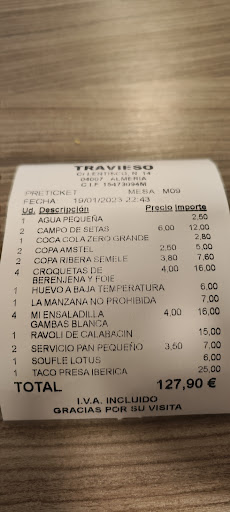 TRAVIESO
04007 ALMERIA
C.I.F. 15473094M
PRETICKET MESA M09
FECHA 19/01/2023 22:43
Ud. Descripción Precio Importe
1 AGUA PEQUEÑA 2,50
2 CAMPO DE SETAS 6,00 12,00
1 COCA COLA ZERO GRANDE 2,80
2 COPA AMSTEL 2,50 5,00
2 COPA RIBERA SEMELE 3,80 7,60
4 CROQUETAS DE 4,00 16,00
BERENJENA Y FOIE
1 HUEVO A BAJA TEMPERATURA 6,00
1 LA MANZANA NO PROHIBIDA 7,00
4 MI ENSALADILLA 4,00 16,00
GAMBAS BLANCA
1 RAVOLI DE CALABACIN 15,00
2 SERVICIO PAN PEQUEÑO 3,50 7,00
1 SOUFLE LOTUS 6,00
1 TACO PRESA IBERICA 25,00
TOTAL 127,90 €
I.V.A. INCLUIDO
GRACIAS POR SU VISITA